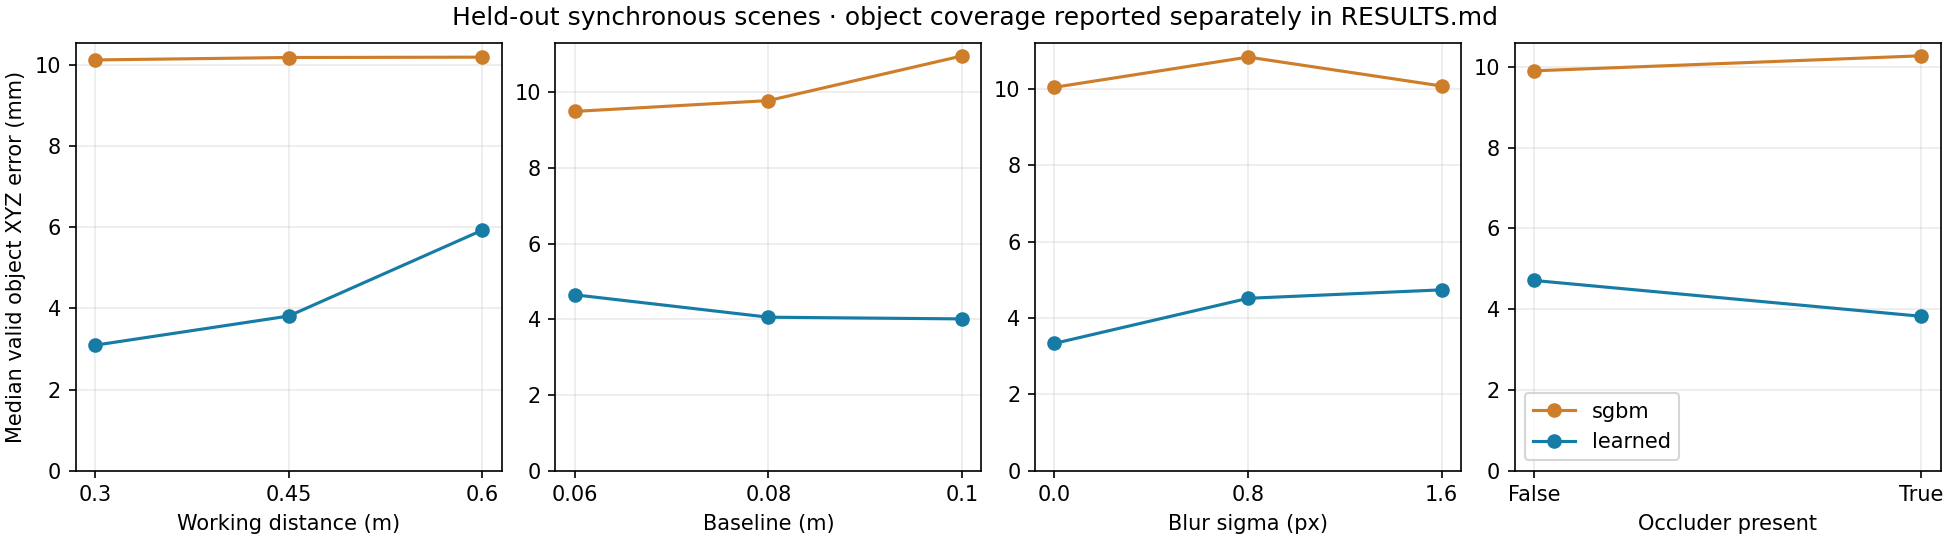 Held-out synchronous scenes · object coverage reported separately in RESULTS.md
Median valid object XYZ error (mm)
10
8
6
4
2
0
0.3 0.45 0.6
Working distance (m)
10
8
6
4
2
0
0.06 0.08 0.1
Baseline (m)
10
8
6
4
2
0
0.0 0.8 1.6
Blur sigma (px)
10
8
6
4
2
0
sgbm
learned
False True
Occluder present